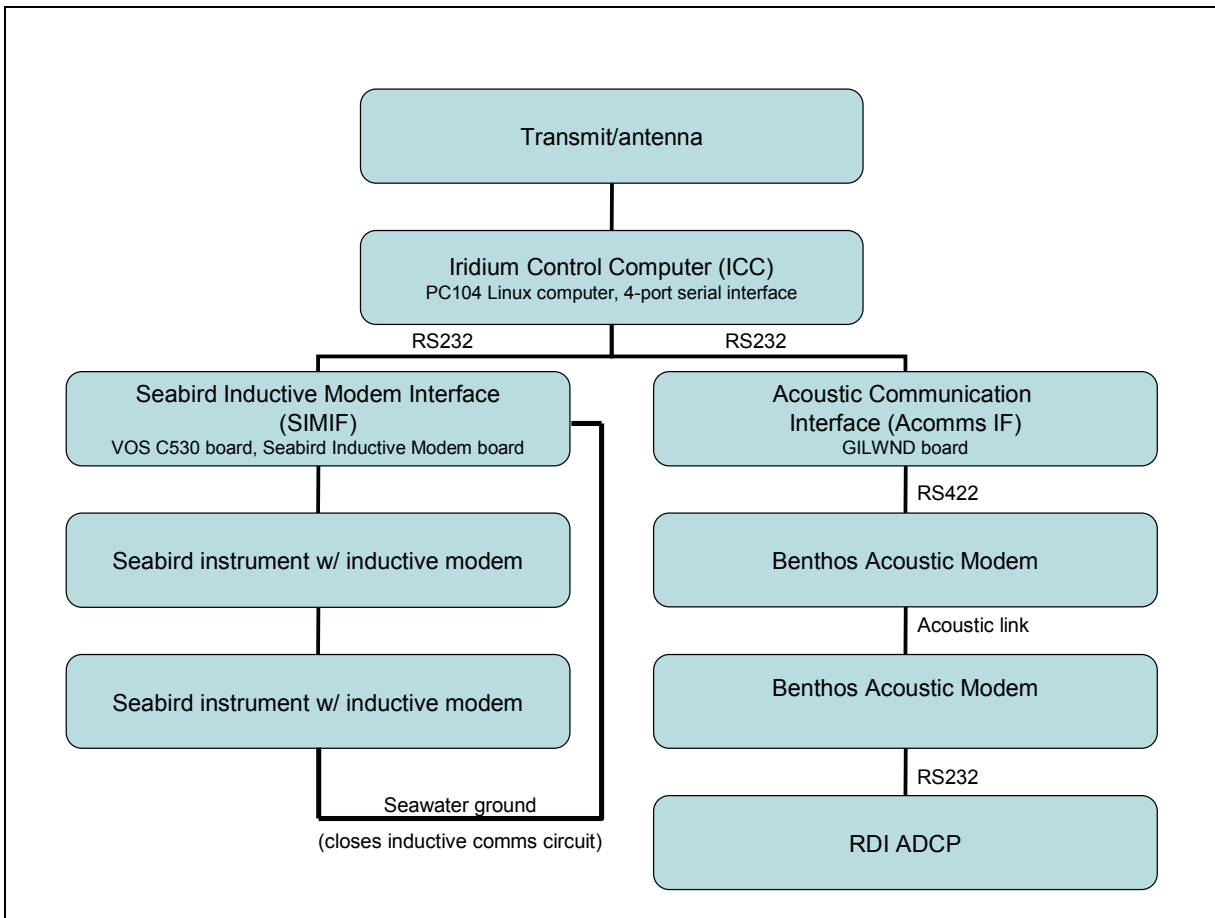 Transmit/antenna
Iridium Control Computer (ICC)
PC104 Linux computer, 4-port serial interface
RS232
RS232
Seabird Inductive Modem Interface
(SIMIF)
VOS C530 board, Seabird Inductive Modem board
Acoustic Communication
Interface (Acomms IF)
GILWND board
RS422
Seabird instrument w/ inductive modem
Benthos Acoustic Modem
Acoustic link
Seabird instrument w/ inductive modem
Benthos Acoustic Modem
RS232
Seawater ground
(closes inductive comms circuit)
RDI ADCP